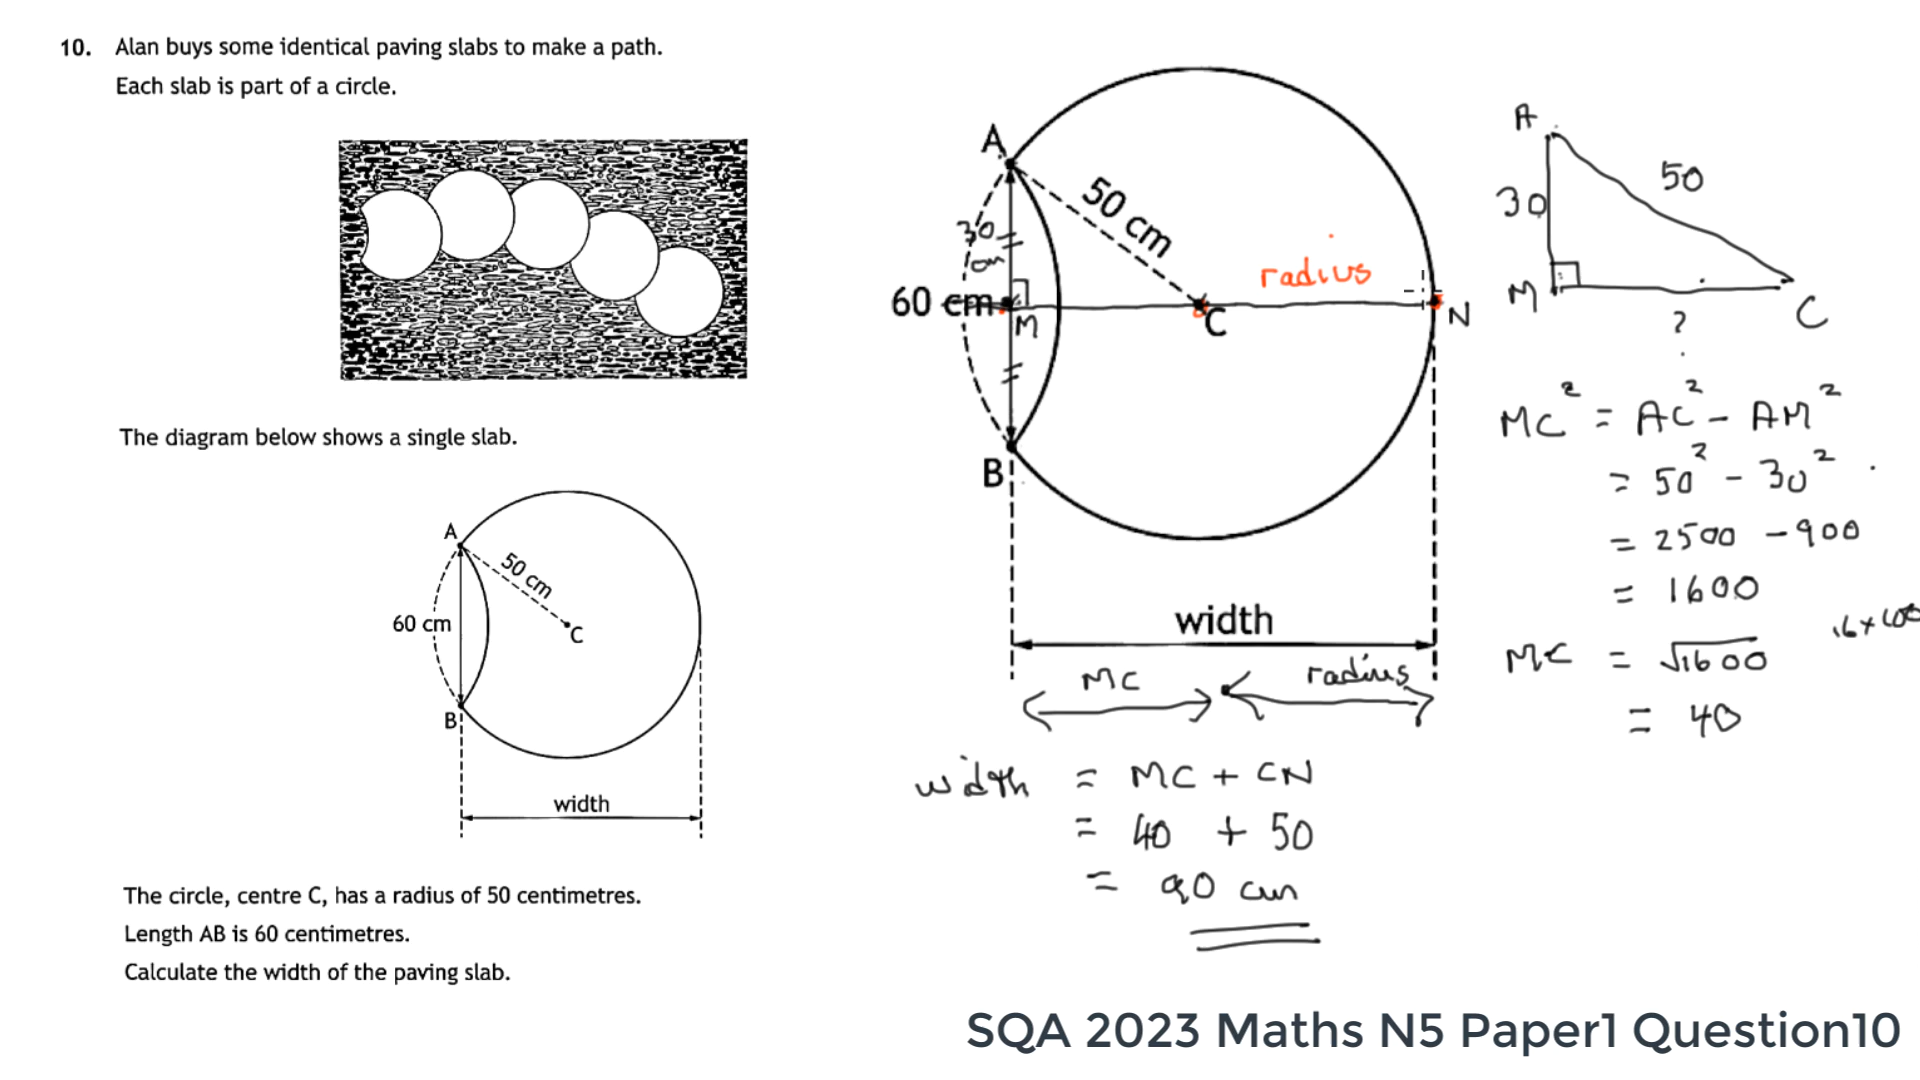 10. Alan buys some identical paving slabs to make a path.
Each slab is part of a circle.
The diagram below shows a single slab.
A
50 cm
60 cm
C
B
width
The circle, centre C, has a radius of 50 centimetres.
Length AB is 60 centimetres.
Calculate the width of the paving slab.
A
50 cm
30
cm
radius
60 cm
M
C
N
B
width
MC
radius
width = MC + CN
= 40 + 50
= 90 cm
A
50
30
M
?
C
MC² = AC² - AM²
= 50² - 30²
= 2500 - 900
= 1600
16 × 100
MC = √1600
= 40
SQA 2023 Maths N5 Paper1 Question10